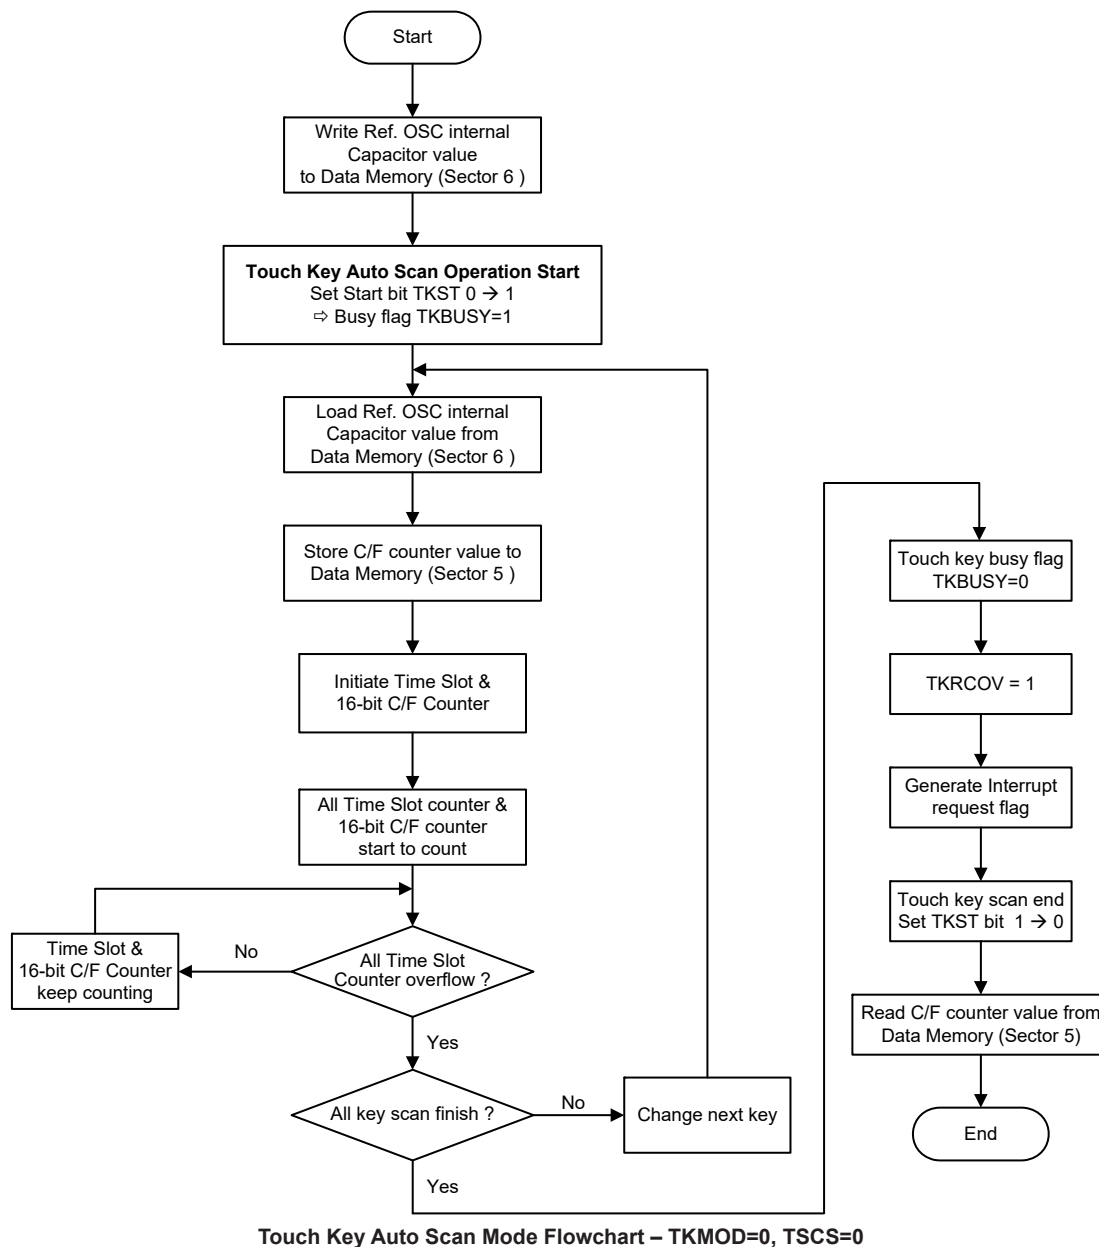 Start
Write Ref. OSC internal
Capacitor value
to Data Memory (Sector 6 )
Touch Key Auto Scan Operation Start
Set Start bit TKST 0 → 1
⇨ Busy flag TKBUSY=1
Load Ref. OSC internal
Capacitor value from
Data Memory (Sector 6 )
Store C/F counter value to
Data Memory (Sector 5 )
Initiate Time Slot &
16-bit C/F Counter
All Time Slot counter &
16-bit C/F counter
start to count
Time Slot &
16-bit C/F Counter
keep counting
No
All Time Slot
Counter overflow ?
Yes
All key scan finish ?
No
Change next key
Yes
Touch key busy flag
TKBUSY=0
TKRCOV = 1
Generate Interrupt
request flag
Touch key scan end
Set TKST bit 1 → 0
Read C/F counter value from
Data Memory (Sector 5)
End
Touch Key Auto Scan Mode Flowchart – TKMOD=0, TSCS=0